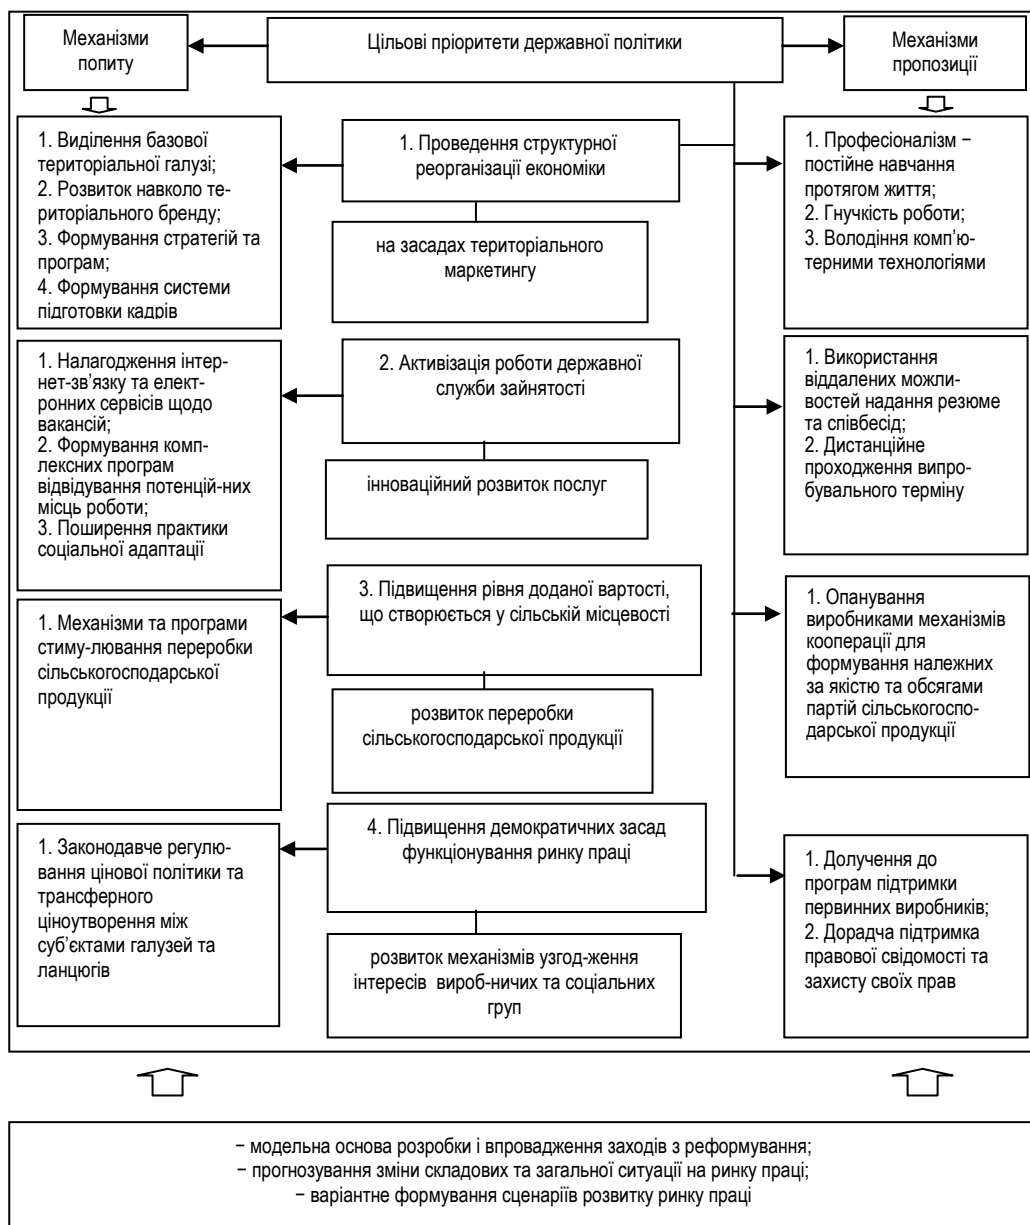 Механізми
попиту
Цільові пріоритети державної політики
Механізми
пропозиції
1. Виділення базової
територіальної галузі;
2. Розвиток навколо те-
риторіального бренду;
3. Формування стратегій та
програм;
4. Формування системи
підготовки кадрів
1. Проведення структурної
реорганізації економіки
на засадах територіального
маркетингу
1. Професіоналізм −
постійне навчання
протягом життя;
2. Гнучкість роботи;
3. Володіння комп’ю-
терними технологіями
1. Налагодження інтер-
нет-зв’язку та елект-
ронних сервісів щодо
вакансій;
2. Формування комп-
лексних програм
відвідування потенцій-них
місць роботи;
3. Поширення практики
соціальної адаптації
2. Активізація роботи державної
служби зайнятості
інноваційний розвиток послуг
1. Використання
віддалених можли-
востей надання резюме
та співбесід;
2. Дистанційне
проходження випро-
бувального терміну
1. Механізми та програми
стиму-лювання переробки
сільськогосподарської
продукції
3. Підвищення рівня доданої вартості,
що створюється у сільській місцевості
розвиток переробки
сільськогосподарської продукції
1. Опанування
виробниками механізмів
кооперації для
формування належних
за якістю та обсягами
партій сільськогоспо-
дарської продукції
1. Законодавче регулю-
вання цінової політики та
трансферного
ціноутворення між
суб’єктами галузей та
ланцюгів
4. Підвищення демократичних засад
функціонування ринку праці
розвиток механізмів узгод-ження
інтересів вироб-ничих та соціальних
груп
1. Долучення до
програм підтримки
первинних виробників;
2. Дорадча підтримка
правової свідомості та
захисту своїх прав
− модельна основа розробки і впровадження заходів з реформування;
− прогнозування зміни складових та загальної ситуації на ринку праці;
− варіантне формування сценаріїв розвитку ринку праці